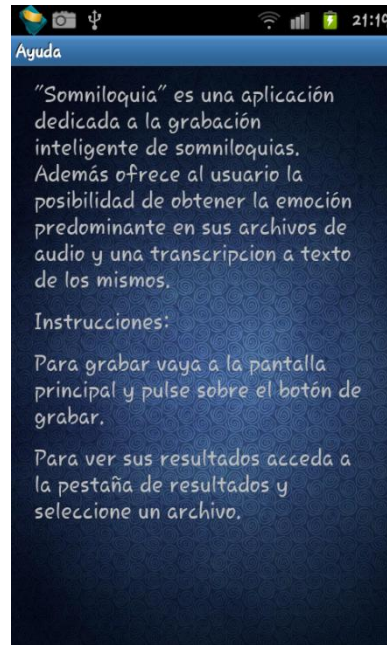 21:19
Ayuda
"Somniloquia" es una aplicación
dedicada a la grabación
inteligente de somniloquias.
Además ofrece al usuario la
posibilidad de obtener la emoción
predominante en sus archivos de
audio y una transcripcion a texto
de los mismos.
Instrucciones:
Para grabar vaya a la pantalla
principal y pulse sobre el botón de
grabar.
Para ver sus resultados acceda a
la pestaña de resultados y
seleccione un archivo.